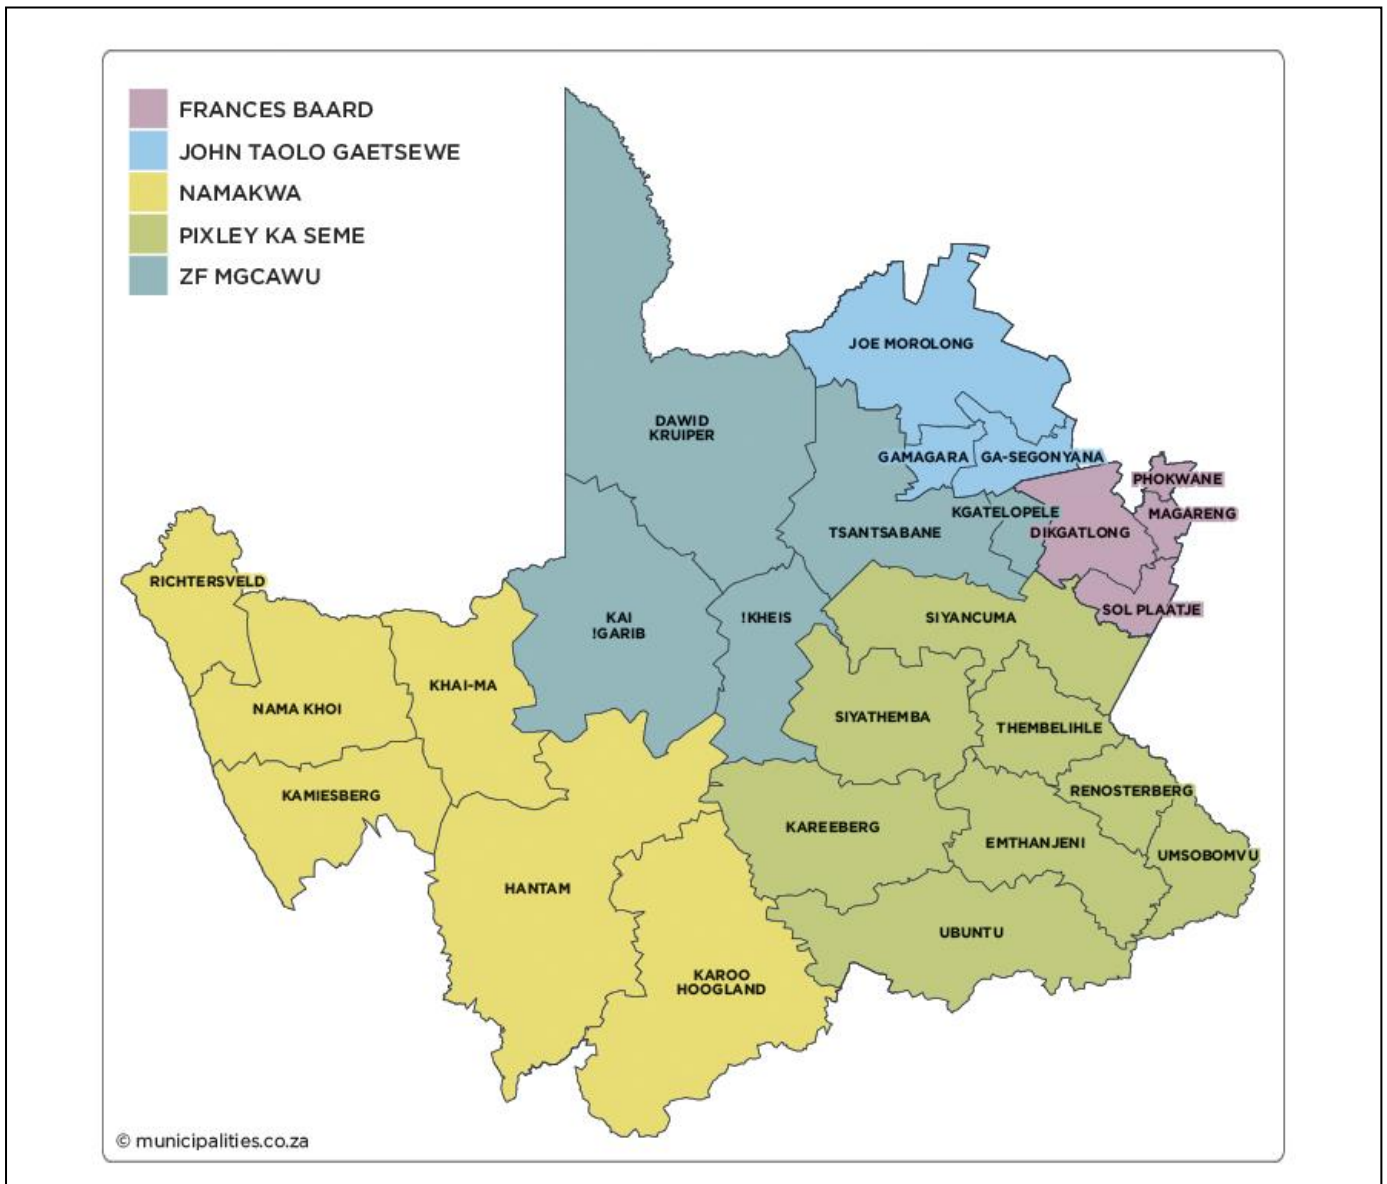 FRANCES BAARD
JOHN TAOLO GAETSEWE
NAMAKWA
PIXLEY KA SEME
ZF MGCAWU
JOE MOROLONG
DAWID
KRUIPER
GAMAGARA
GA-SEGONYANA
PHOKWANE
KGATELOPELE
MAGARENG
TSANTSABANE
DIKGATLONG
RICHTERSVELD
SOL PLAATJE
KAI
!GARIB
!KHEIS
SIYANCUMA
KHAI-MA
NAMA KHOI
SIYATHEMBA
THEMBELIHLE
KAMIESBERG
RENOSTERBERG
KAREEBERG
EMTHANJENI
UMSOBOMVU
HANTAM
UBUNTU
KAROO
HOOGLAND
© municipalities.co.za